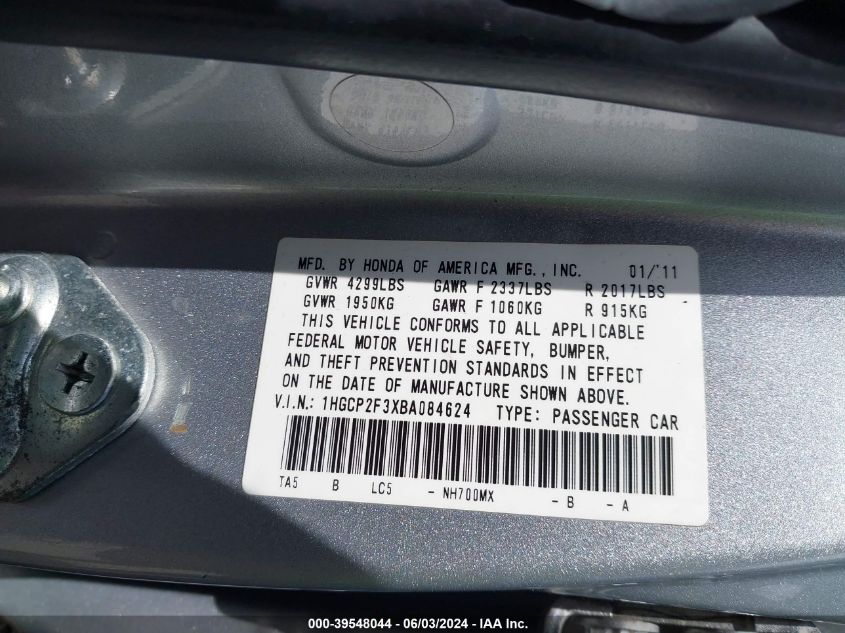 MFD. BY HONDA OF AMERICA MFG., INC. 01/'11
GVWR 4299LBS GAWR F 2337LBS R 2017LBS
GVWR 1950KG GAWR F 1060KG R 915KG
THIS VEHICLE CONFORMS TO ALL APPLICABLE
FEDERAL MOTOR VEHICLE SAFETY, BUMPER,
AND THEFT PREVENTION STANDARDS IN EFFECT
ON THE DATE OF MANUFACTURE SHOWN ABOVE.
V.I.N.: 1HGCP2F3XBA084624 TYPE: PASSENGER CAR
TA5 B LC5 - NH700MX - B - A
000-39548044 / 06/03/2024 - IAA Inc.